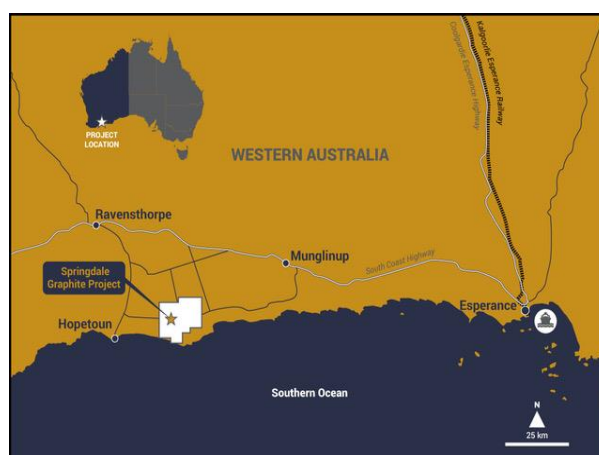 PROJECT
LOCATION
WESTERN AUSTRALIA
Coolgardie Esperance Highway
Kalgoorlie Esperance Railway
Ravensthorpe
Munglinup
South Coast Highway
Springdale
Graphite Project
Esperance
Hopetoun
Southern Ocean
N
25 km